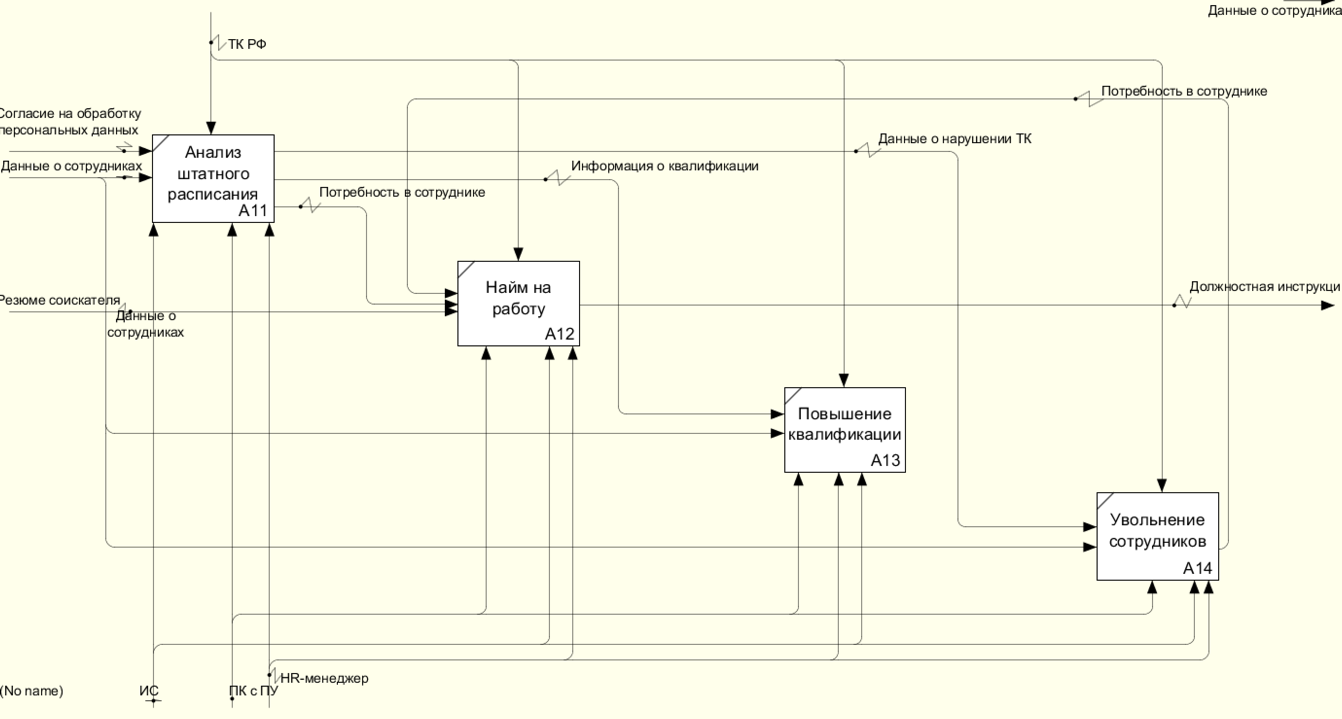 Данные о сотрудника
ТК РФ
Потребность в сотруднике
Согласие на обработку
персональных данных
Данные о нарушении ТК
Данные о сотрудниках
Информация о квалификации
Анализ
штатного
расписания
A11
Потребность в сотруднике
Найм на
работу
A12
Должностная инструкци
Резюме соискателя
Данные о
сотрудниках
Повышение
квалификации
A13
Увольнение
сотрудников
A14
HR-менеджер
(No name)
ИС
ПК с ПУ